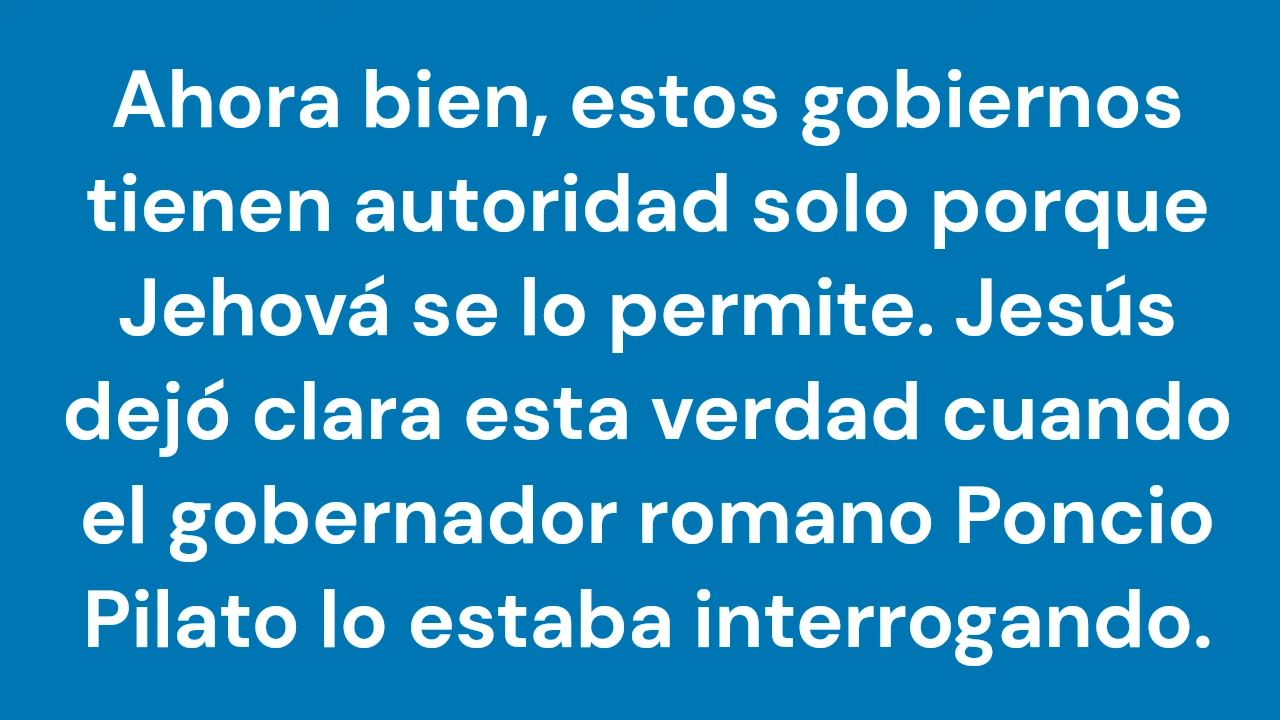 Ahora bien, estos gobiernos
tienen autoridad solo porque
Jehová se lo permite. Jesús
dejó clara esta verdad cuando
el gobernador romano Poncio
Pilato lo estaba interrogando.